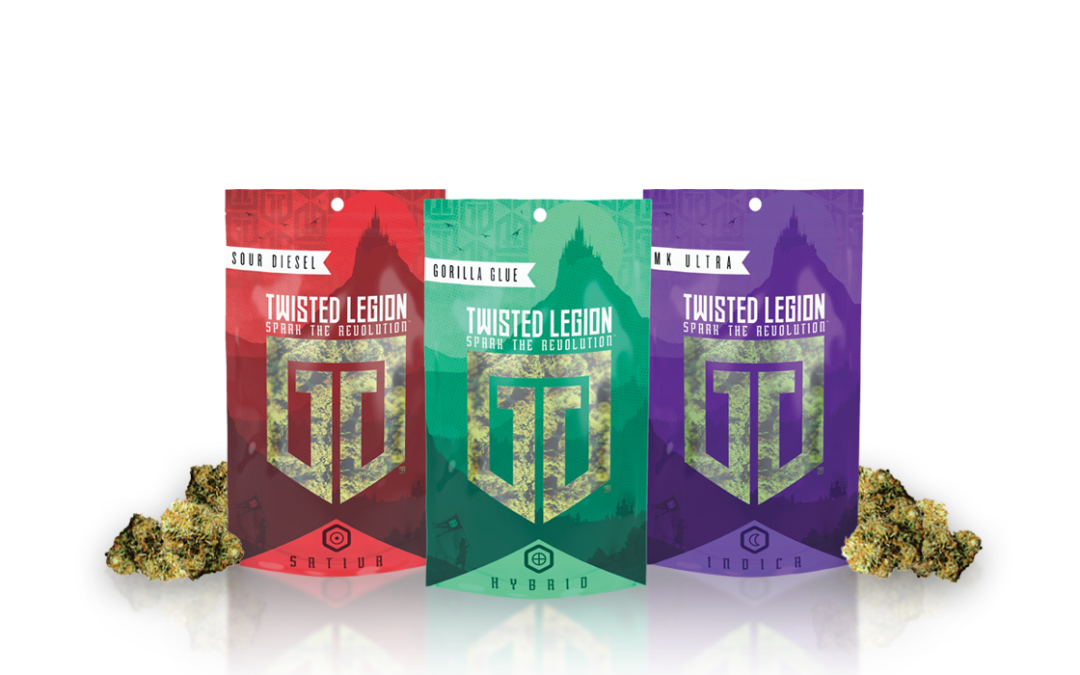 SOUR DIESEL
TWISTED LEGION
SPARK THE REVOLUTION
SATIVA
GORILLA GLUE
TWISTED LEGION
SPARK THE REVOLUTION
HYBRID
MK ULTRA
TWISTED LEGION
SPARK THE REVOLUTION
INDICA